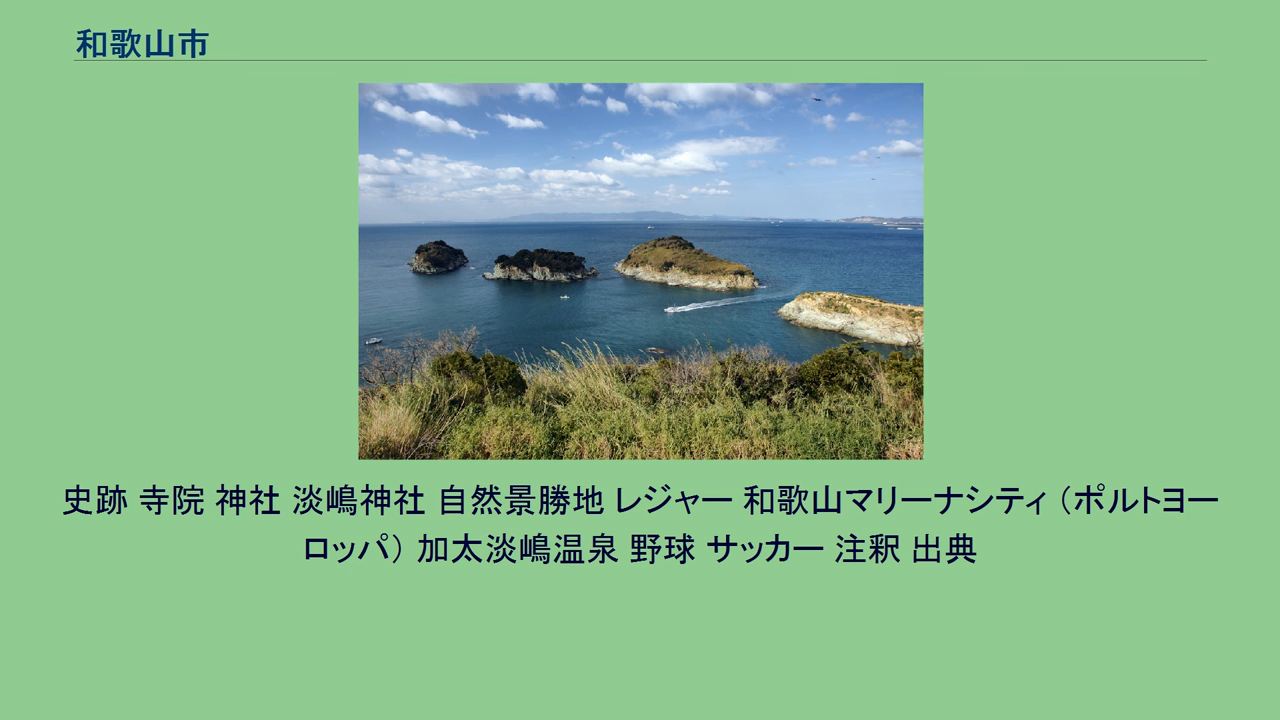 和歌山市
史跡 寺院 神社 淡嶋神社 自然景勝地 レジャー 和歌山マリーナシティ（ポルトヨー
ロッパ） 加太淡嶋温泉 野球 サッカー 注釈 出典